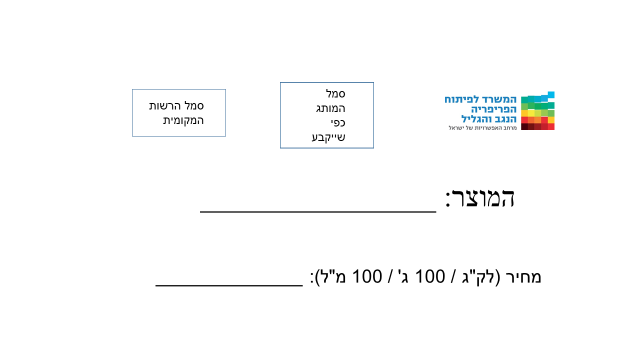 המשרד לפיתוח
הפריפריה
הנגב והגליל
מרחב האפשרויות של ישראל
סמל
המותג
כפי
שייקבע
סמל הרשות
המקומית
המוצר: ____________________
מחיר (לק"ג / 100 ג' / 100 מ"ל): ______________